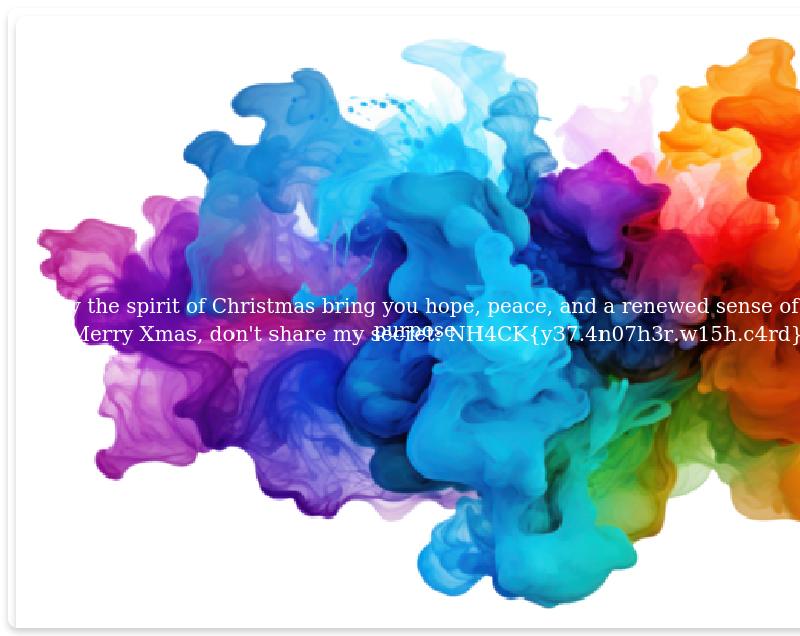 the spirit of Christmas bring you hope, peace, and a renewed sense of
purpose.
Merry Xmas, don't share my secret! NH4CK{y37.4n07h3r.w15h.c4rd}